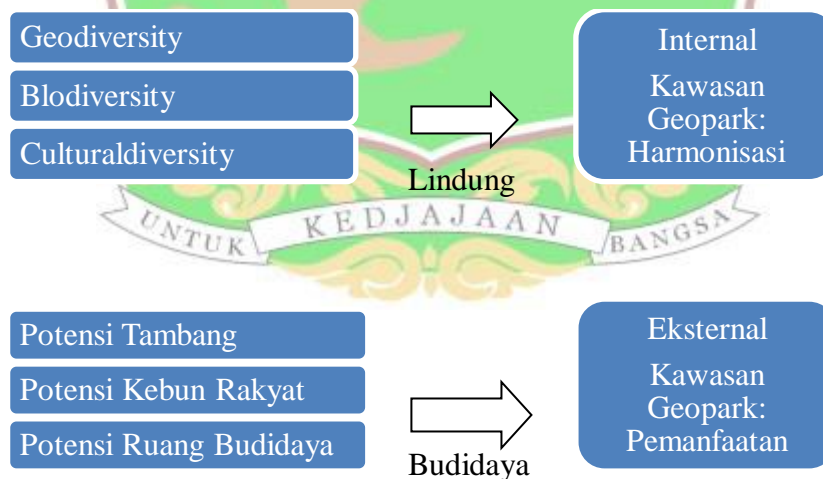 Geodiversity
Blodiversity
Culturaldiversity
Lindung
Internal
Kawasan
Geopark:
Harmonisasi
UNTUK KEDJAJAAN BANGSA
Potensi Tambang
Potensi Kebun Rakyat
Potensi Ruang Budidaya
Budidaya
Eksternal
Kawasan
Geopark:
Pemanfaatan